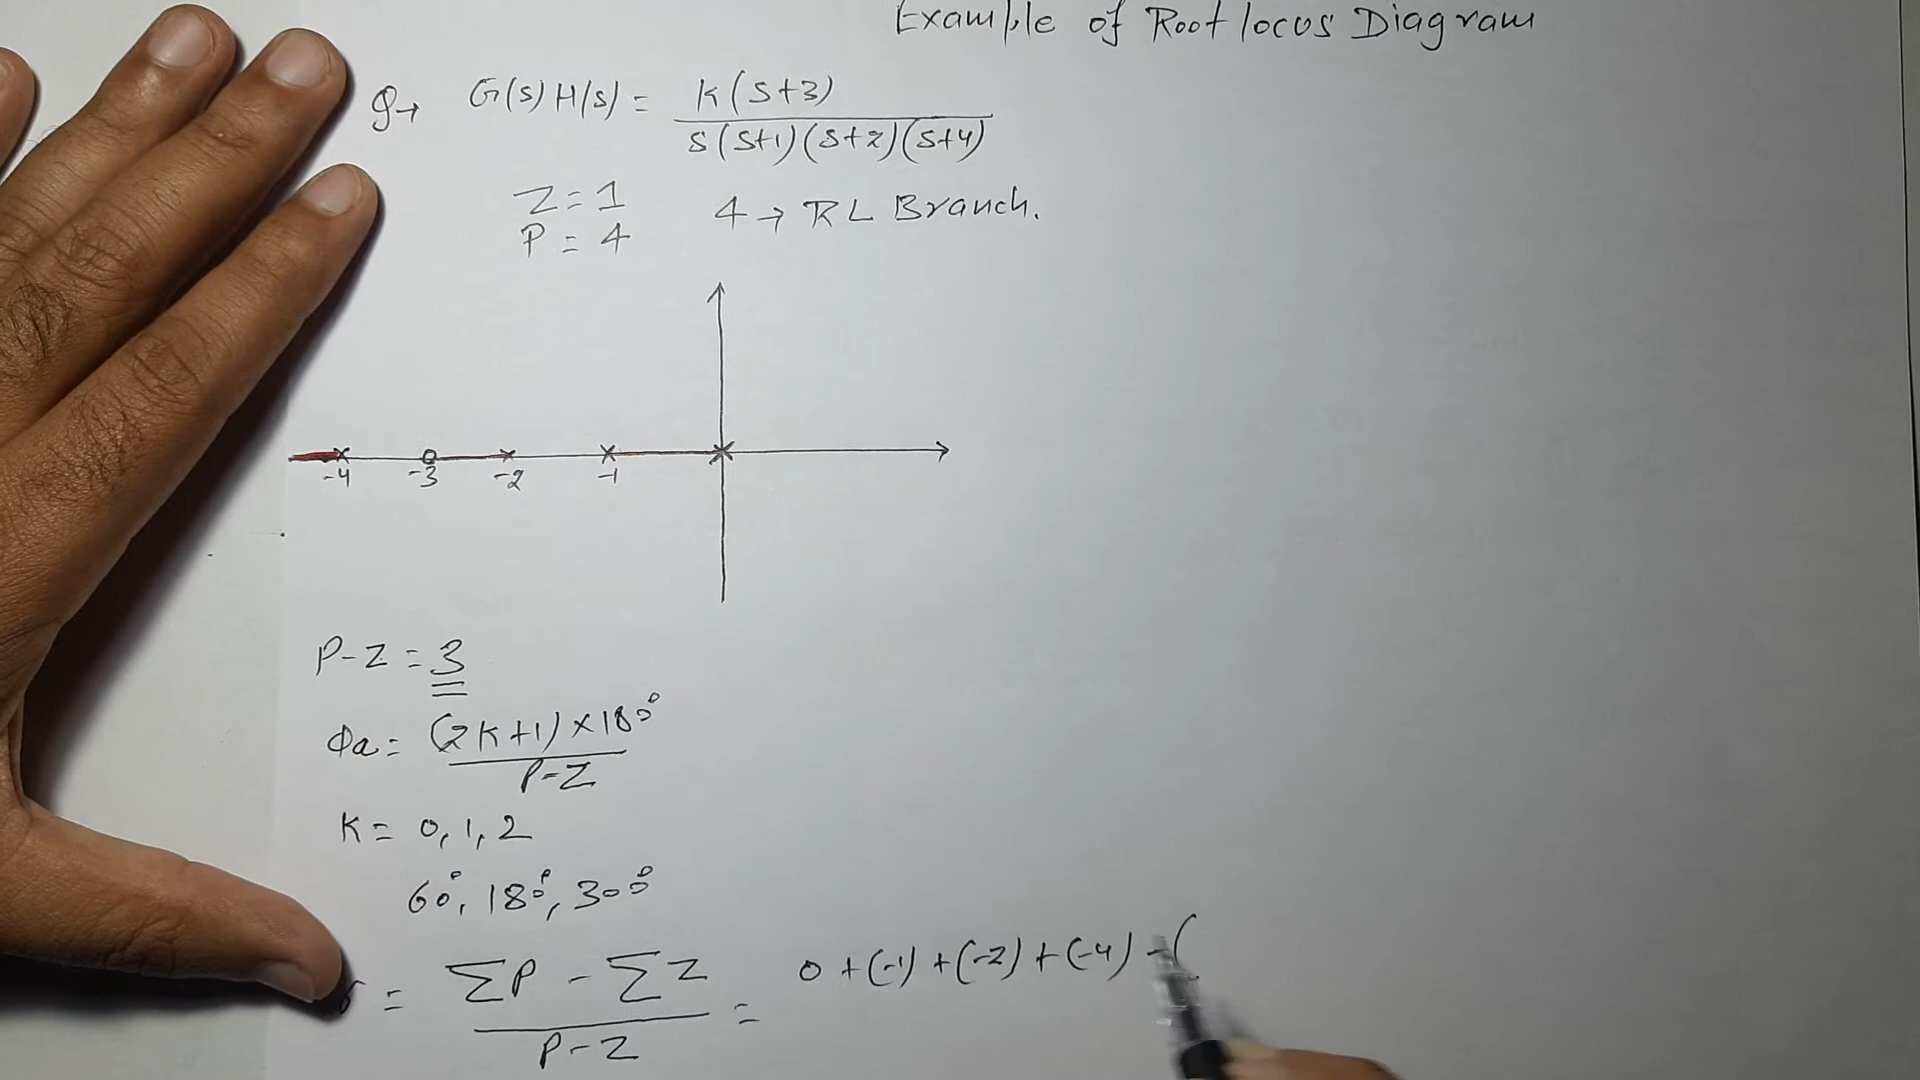 Example of Root locus Diagram
Q→ G(s)H(s) = K(s+3)
s(s+1)(s+2)(s+4)
Z = 1
P = 4
4 → RL Branch.
-4 -3 -2 -1
P-Z = 3
Φa = (2K+1)×180°
P-Z
K = 0, 1, 2
60°, 180°, 300°
σ = ΣP - ΣZ = 0+(-1)+(-2)+(-4)-(
P-Z